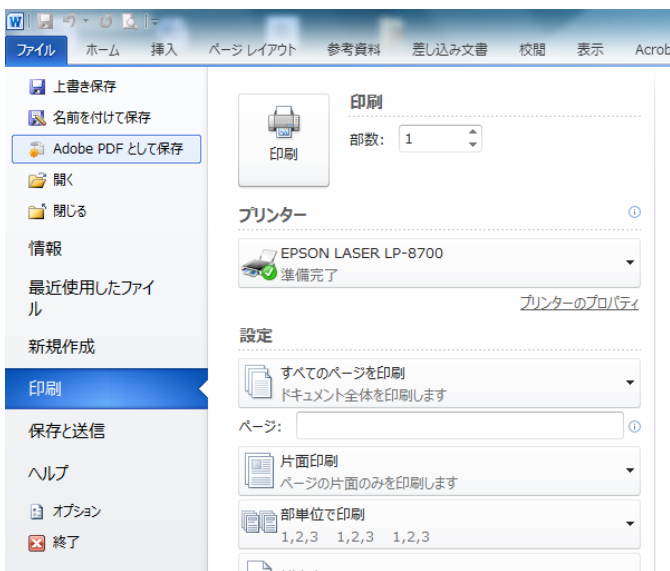 ファイル ホーム 挿入 ページ レイアウト 参考資料 差し込み文書 校閲 表示 Acrob
上書き保存
名前を付けて保存
Adobe PDF として保存
開く
閉じる
情報
最近使用したファイ
ル
新規作成
印刷
保存と送信
ヘルプ
オプション
終了
印刷
印刷
部数: 1
プリンター
EPSON LASER LP-8700
準備完了
プリンターのプロパティ
設定
すべてのページを印刷
ドキュメント全体を印刷します
ページ:
片面印刷
ページの片面のみを印刷します
部単位で印刷
1,2,3 1,2,3 1,2,3